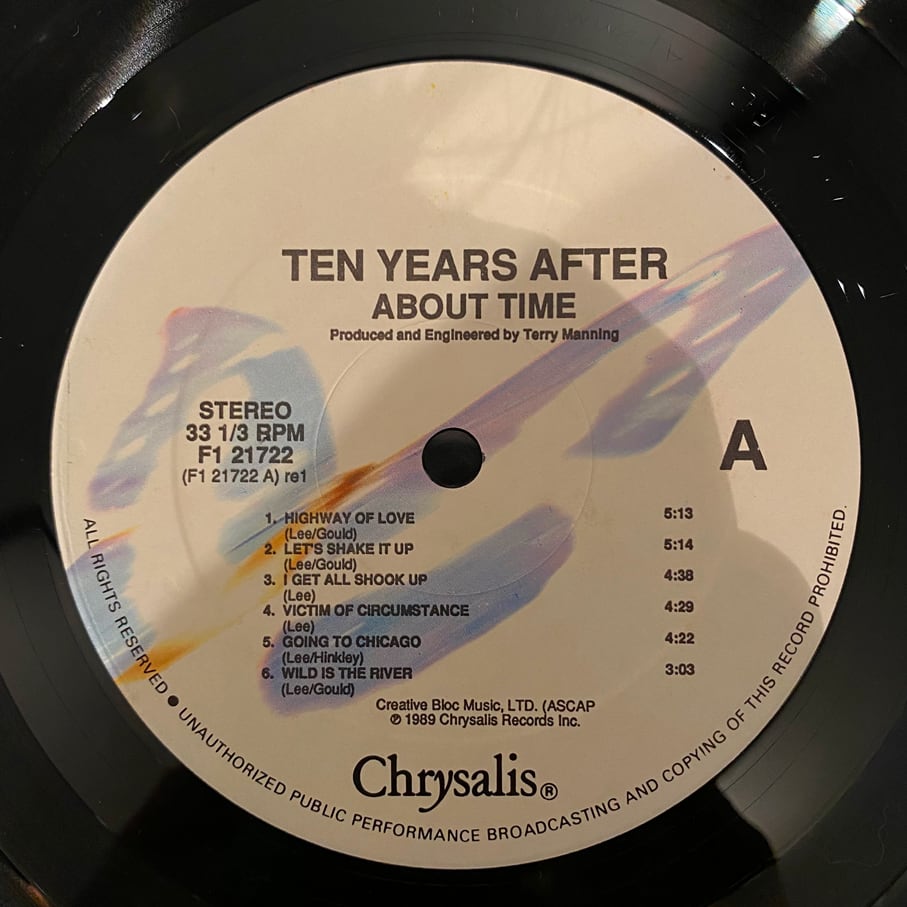 TEN YEARS AFTER
ABOUT TIME
Produced and Engineered by Terry Manning
STEREO
33 1/3 RPM
F1 21722
(F1 21722 A) re1
A
1. HIGHWAY OF LOVE 5:13
(Lee/Gould)
2. LET'S SHAKE IT UP 5:14
(Lee/Gould)
3. I GET ALL SHOOK UP 4:38
(Lee)
4. VICTIM OF CIRCUMSTANCE 4:29
(Lee)
5. GOING TO CHICAGO 4:22
(Lee/Hinkley)
6. WILD IS THE RIVER 3:03
(Lee/Gould)
Creative Bloc Music, LTD. (ASCAP
℗ 1989 Chrysalis Records Inc.
Chrysalis®
ALL RIGHTS RESERVED ● UNAUTHORIZED PUBLIC PERFORMANCE BROADCASTING AND COPYING OF THIS RECORD PROHIBITED.